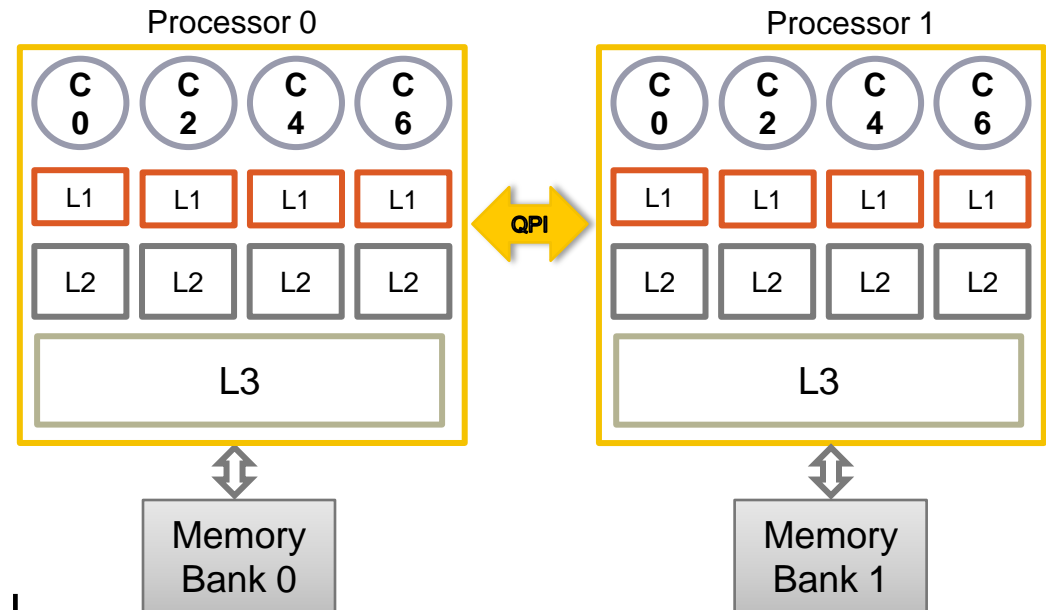 Processor 0
Processor 1
C C C C
0 2 4 6
C C C C
0 2 4 6
L1 L1 L1 L1
QPI
L1 L1 L1 L1
L2 L2 L2 L2
L2 L2 L2 L2
L3
L3
Memory
Bank 0
Memory
Bank 1